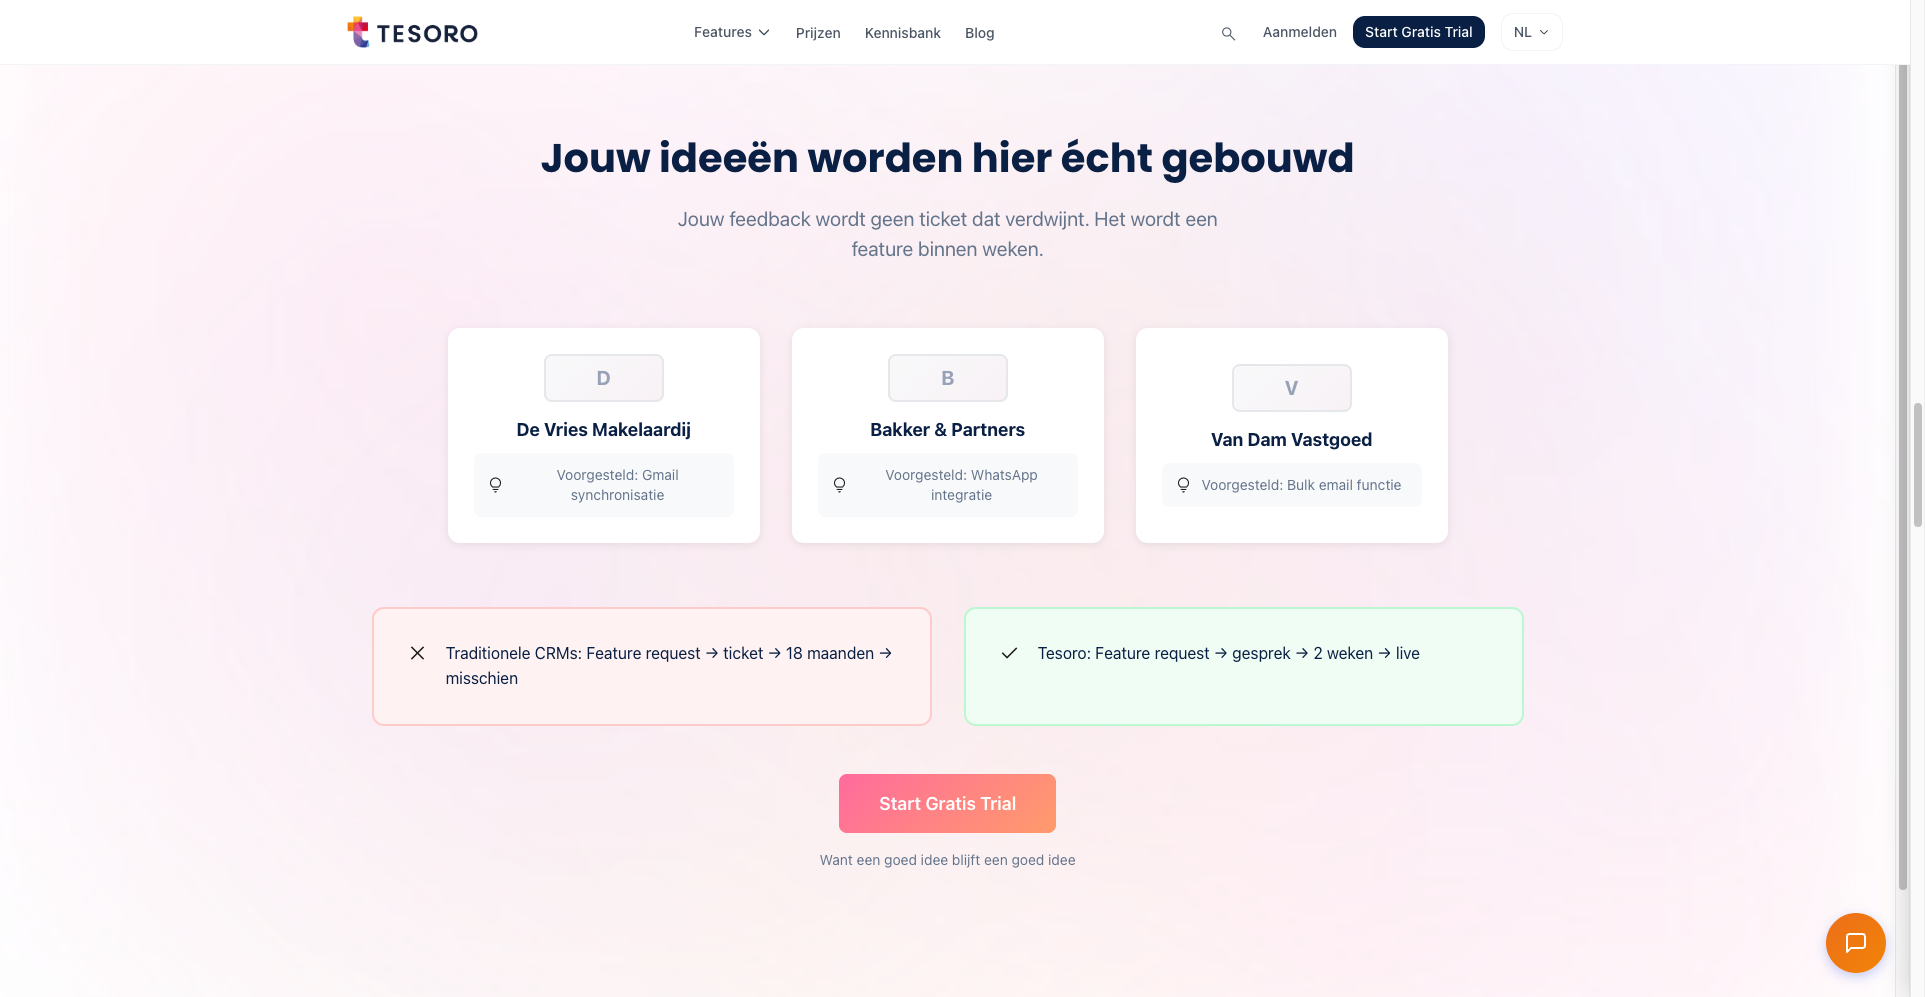 TESORO
Features
Prijzen
Kennisbank
Blog
Aanmelden
Start Gratis Trial
NL
Jouw ideeën worden hier écht gebouwd
Jouw feedback wordt geen ticket dat verdwijnt. Het wordt een
feature binnen weken.
D
De Vries Makelaardij
Voorgesteld: Gmail
synchronisatie
B
Bakker & Partners
Voorgesteld: WhatsApp
integratie
V
Van Dam Vastgoed
Voorgesteld: Bulk email functie
Traditionele CRMs: Feature request → ticket → 18 maanden →
misschien
Tesoro: Feature request → gesprek → 2 weken → live
Start Gratis Trial
Want een goed idee blijft een goed idee